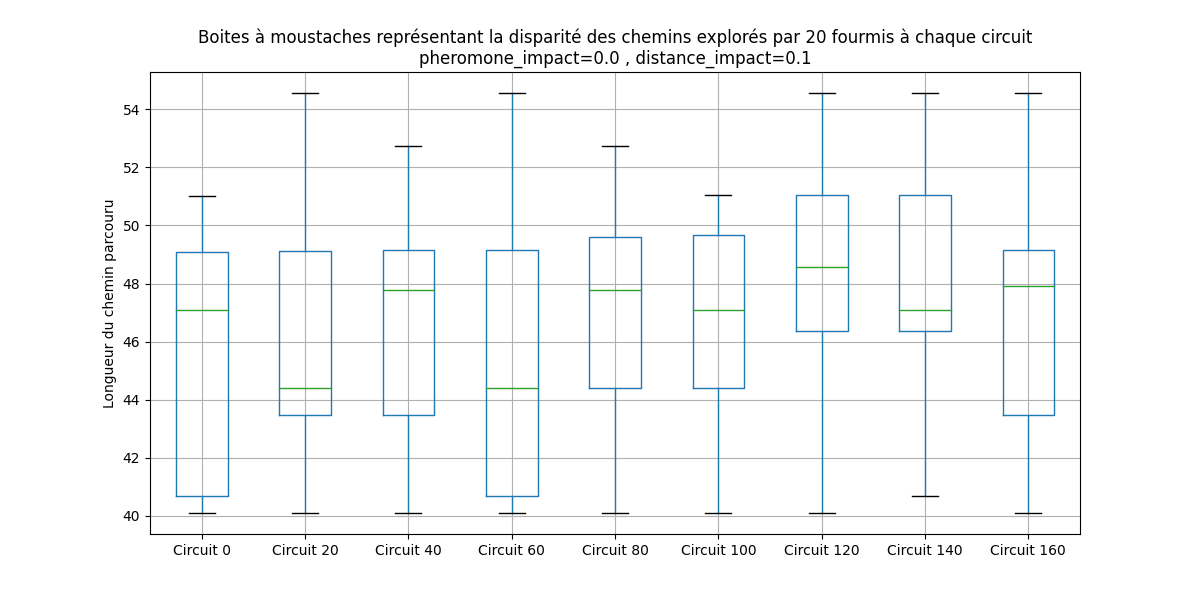 Boites à moustaches représentant la disparité des chemins explorés par 20 fourmis à chaque circuit
pheromone_impact=0.0 , distance_impact=0.1
Longueur du chemin parcouru
54
52
50
48
46
44
42
40
Circuit 0 Circuit 20 Circuit 40 Circuit 60 Circuit 80 Circuit 100 Circuit 120 Circuit 140 Circuit 160